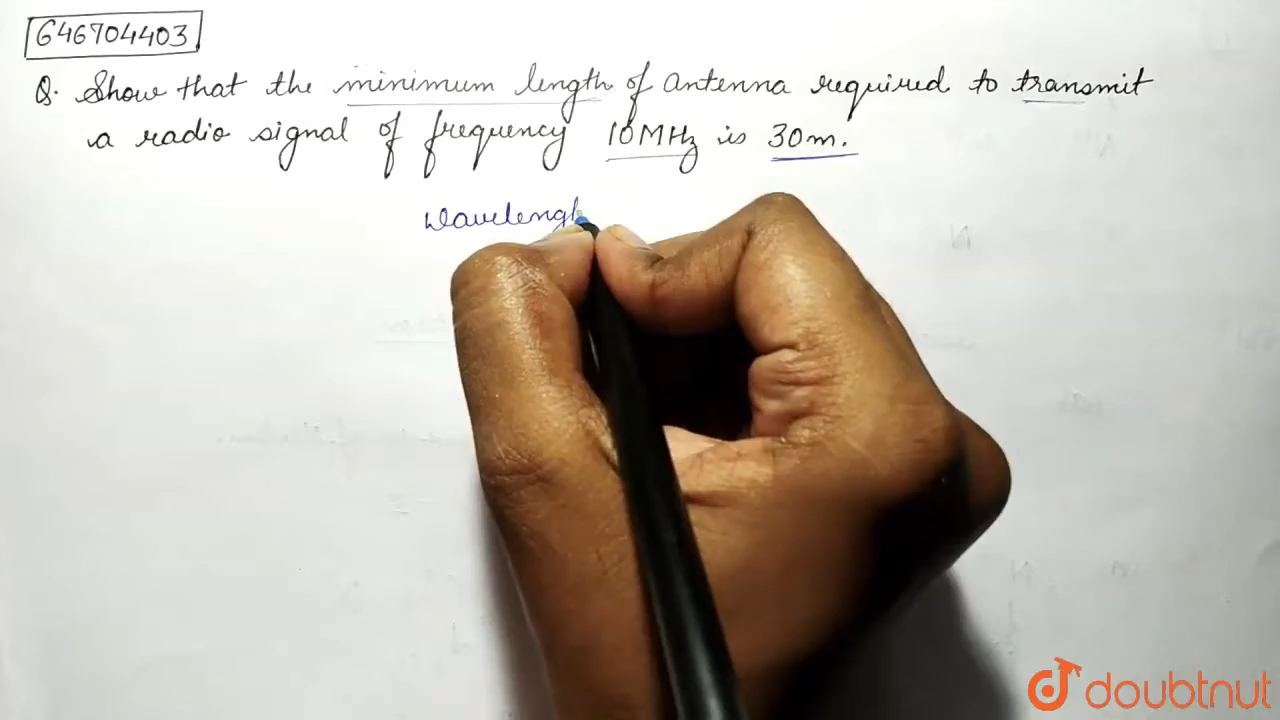 646704403
Q. Show that the minimum length of antenna required to transmit
a radio signal of frequency 10MHz is 30m.
Wavelength
doubtnut